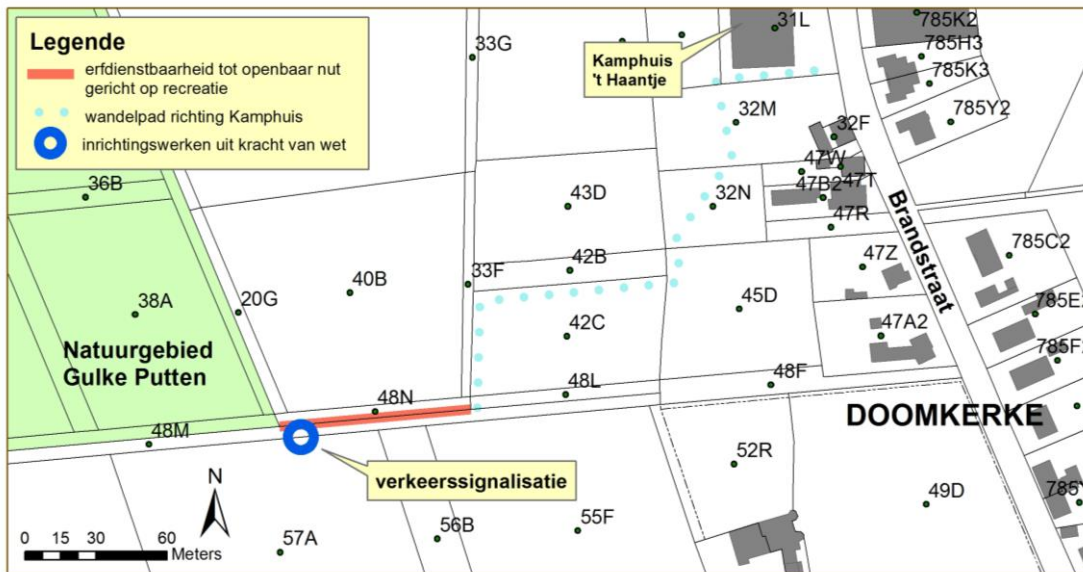 Legende
erfdienstbaarheid tot openbaar nut
gericht op recreatie
wandelpad richting Kamphuis
inrichtingswerken uit kracht van wet
33G
Kamphuis
't Haantje
31L
785K2
785H3
785K3
785Y2
32M
32F
36B
43D
32N
47W
47T
47B2
47R
Brandstraat
42B
33F
40B
20G
38A
45D
47Z
785C2
785E2
42C
47A2
785F2
Natuurgebied
Gulke Putten
48N
48L
48F
DOOMKERKE
48M
verkeerssignalisatie
52R
49D
785Y
N
0 15 30 60
Meters
57A
56B
55F